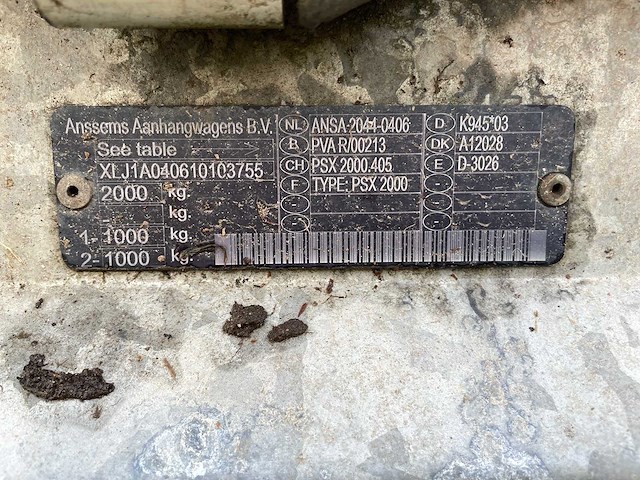 Anssems Aanhangwagens B.V.
See table
XLJ1A040610103755
2000 kg.
- kg.
1- 1000 kg.
2- 1000 kg.
NL ANSA 2044-0406
B PVA R/00213
CH PSX 2000.405
F TYPE: PSX 2000
-
-
D K945*03
DK A12028
E D-3026
-
-
-